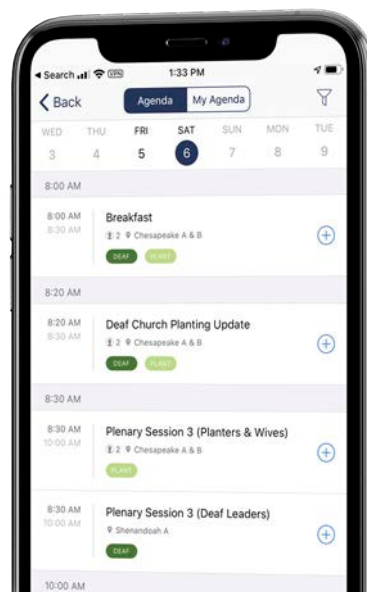 Search VPN 1:33 PM
Back Agenda My Agenda
WED THU FRI SAT SUN MON TUE
3 4 5 6 7 8 9
8:00 AM
8:00 AM Breakfast
8:30 AM 2 Chesapeake A & B
DEAF PLANT
8:20 AM
8:20 AM Deaf Church Planting Update
8:30 AM 2 Chesapeake A & B
DEAF PLANT
8:30 AM
8:30 AM Plenary Session 3 (Planters & Wives)
10:00 AM 2 Chesapeake A & B
PLANT
8:30 AM Plenary Session 3 (Deaf Leaders)
10:00 AM Shenandoah A
DEAF
10:00 AM